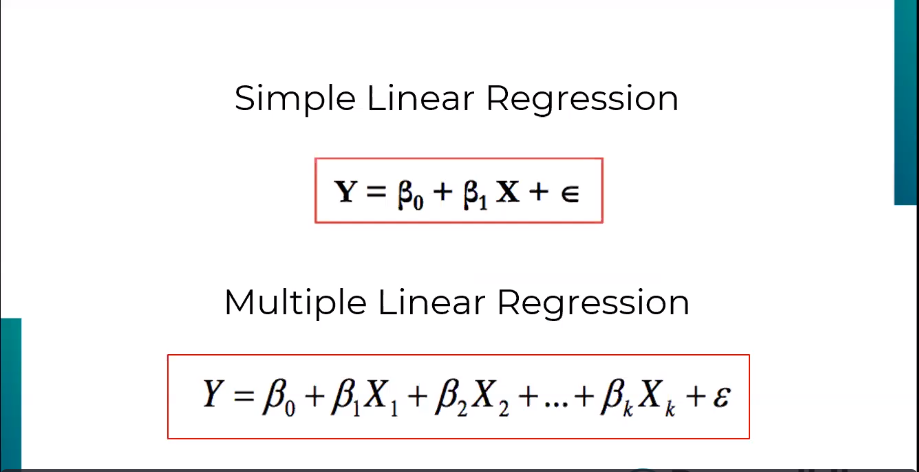 Simple Linear Regression
Y = β₀ + β₁ X + ϵ
Multiple Linear Regression
Y = β₀ + β₁X₁ + β₂X₂ +...+ βₖXₖ + ε